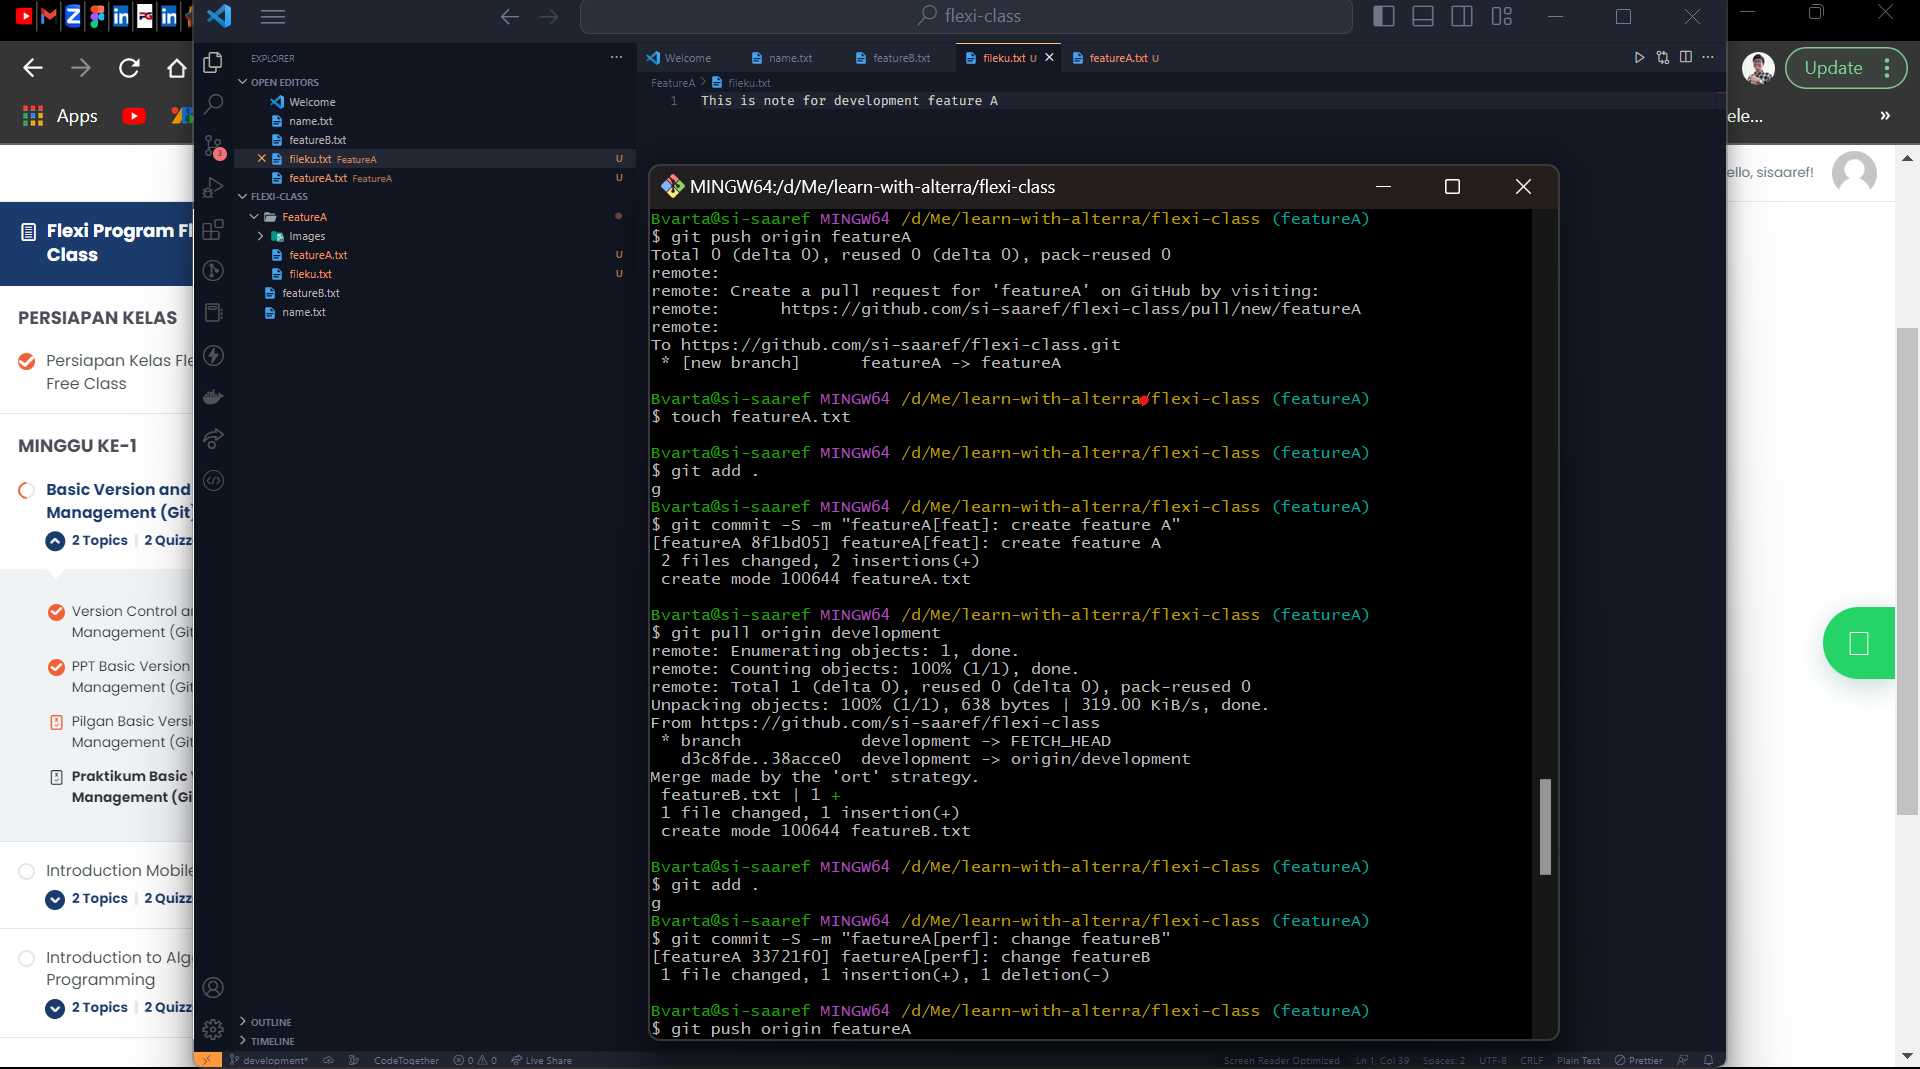 flexi-class
Update
Apps
ele...
»
ello, sisaaref!
Flexi Program Fl
Class
PERSIAPAN KELAS
Persiapan Kelas Fle
Free Class
MINGGU KE-1
Basic Version and
Management (Git)
2 Topics | 2 Quizz
Version Control an
Management (Git
PPT Basic Version
Management (Git
Pilgan Basic Versi
Management (Git
Praktikum Basic V
Management (Gi
Introduction Mobile
2 Topics | 2 Quizz
Introduction to Alg
Programming
2 Topics | 2 Quizz
EXPLORER
OPEN EDITORS
Welcome
name.txt
featureB.txt
fileku.txt FeatureA U
featureA.txt FeatureA U
FLEXI-CLASS
FeatureA
Images
featureA.txt U
fileku.txt U
featureB.txt
name.txt
3
OUTLINE
TIMELINE
Welcome name.txt featureB.txt fileku.txt U featureA.txt U
FeatureA > fileku.txt
1 This is note for development feature A
MINGW64:/d/Me/learn-with-alterra/flexi-class
Bvarta@si-saaref MINGW64 /d/Me/learn-with-alterra/flexi-class (featureA)
$ git push origin featureA
Total 0 (delta 0), reused 0 (delta 0), pack-reused 0
remote:
remote: Create a pull request for 'featureA' on GitHub by visiting:
remote:      https://github.com/si-saaref/flexi-class/pull/new/featureA
remote:
To https://github.com/si-saaref/flexi-class.git
 * [new branch]      featureA -> featureA
Bvarta@si-saaref MINGW64 /d/Me/learn-with-alterra/flexi-class (featureA)
$ touch featureA.txt
Bvarta@si-saaref MINGW64 /d/Me/learn-with-alterra/flexi-class (featureA)
$ git add .
g
Bvarta@si-saaref MINGW64 /d/Me/learn-with-alterra/flexi-class (featureA)
$ git commit -S -m "featureA[feat]: create feature A"
[featureA 8f1bd05] featureA[feat]: create feature A
 2 files changed, 2 insertions(+)
 create mode 100644 featureA.txt
Bvarta@si-saaref MINGW64 /d/Me/learn-with-alterra/flexi-class (featureA)
$ git pull origin development
remote: Enumerating objects: 1, done.
remote: Counting objects: 100% (1/1), done.
remote: Total 1 (delta 0), reused 0 (delta 0), pack-reused 0
Unpacking objects: 100% (1/1), 638 bytes | 319.00 KiB/s, done.
From https://github.com/si-saaref/flexi-class
 * branch            development -> FETCH_HEAD
   d3c8fde..38acce0  development -> origin/development
Merge made by the 'ort' strategy.
 featureB.txt | 1 +
 1 file changed, 1 insertion(+)
 create mode 100644 featureB.txt
Bvarta@si-saaref MINGW64 /d/Me/learn-with-alterra/flexi-class (featureA)
$ git add .
g
Bvarta@si-saaref MINGW64 /d/Me/learn-with-alterra/flexi-class (featureA)
$ git commit -S -m "faetureA[perf]: change featureB"
[featureA 33721f0] faetureA[perf]: change featureB
 1 file changed, 1 insertion(+), 1 deletion(-)
Bvarta@si-saaref MINGW64 /d/Me/learn-with-alterra/flexi-class (featureA)
$ git push origin featureA
development* CodeTogether 0 0 Live Share Screen Reader Optimized Ln 1, Col 39 Spaces: 2 UTF-8 CRLF Plain Text Prettier